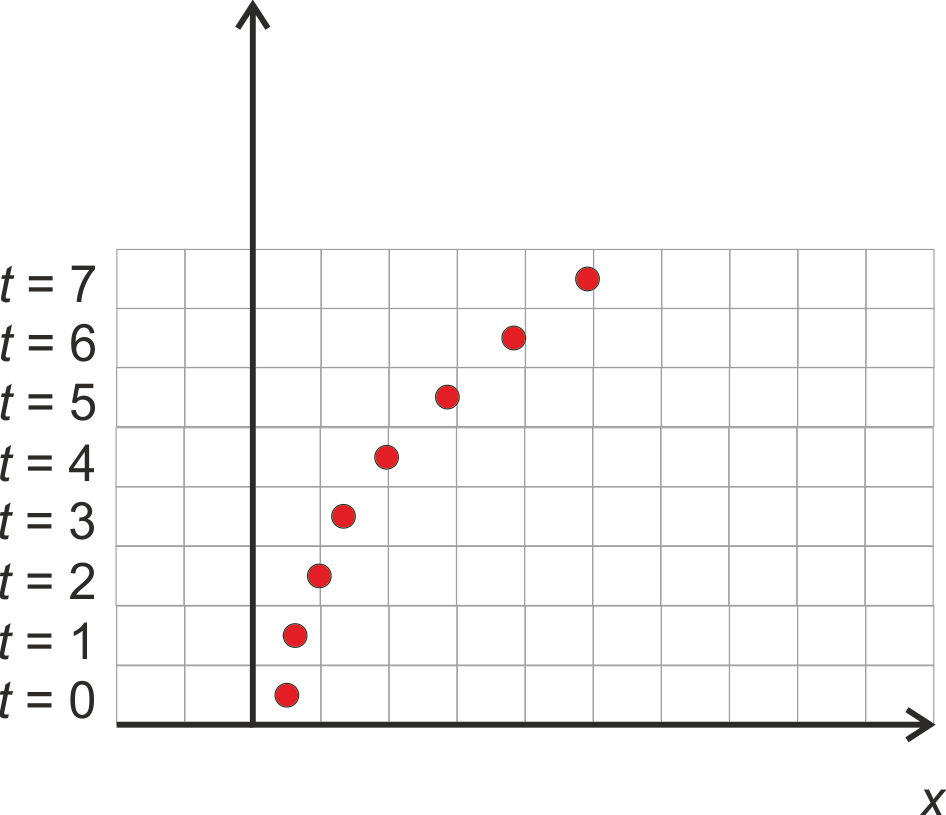 t = 7
t = 6
t = 5
t = 4
t = 3
t = 2
t = 1
t = 0
x